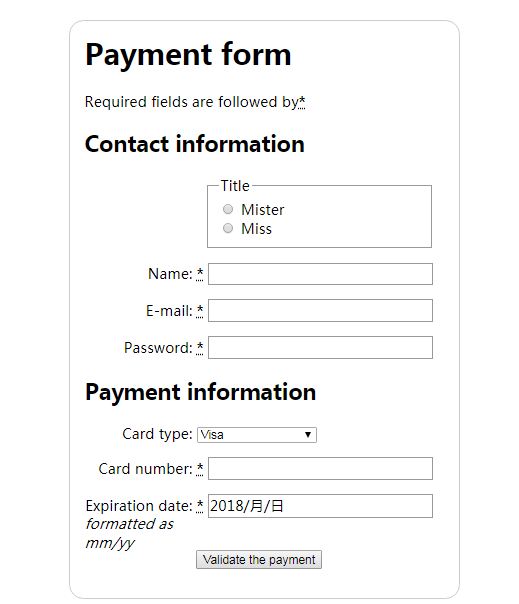 Payment form
Required fields are followed by*
Contact information
Title
Mister
Miss
Name: *
E-mail: *
Password: *
Payment information
Card type: Visa
Card number: *
Expiration date: * 2018/月/日
formatted as
mm/yy
Validate the payment